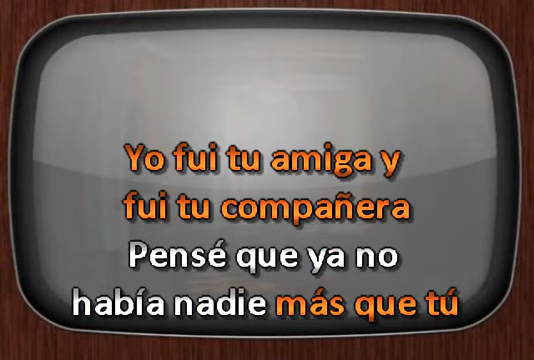 Yo fui tu amiga y
fui tu compañera
Pensé que ya no
había nadie más que tú